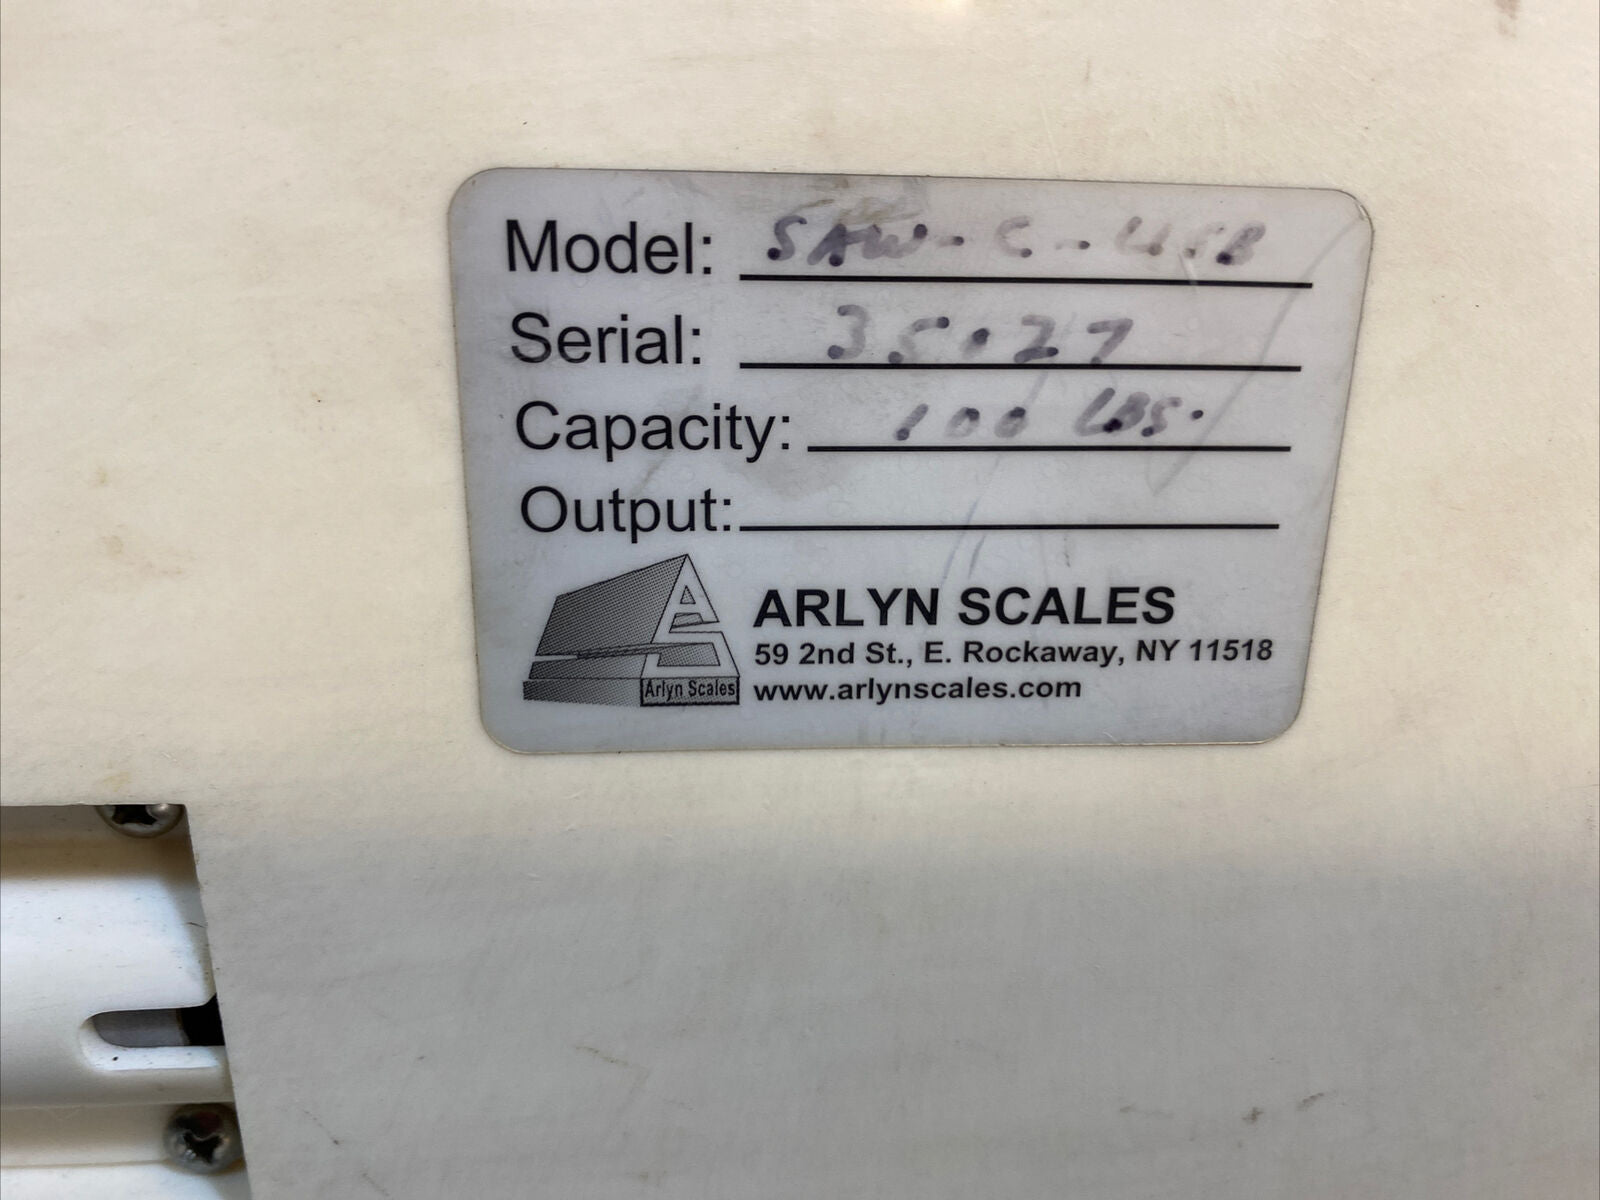 Model: SAW-C-USB
Serial: 35127
Capacity: 100 LBS.
Output:
ARLYN SCALES
59 2nd St., E. Rockaway, NY 11518
Arlyn Scales
www.arlynscales.com